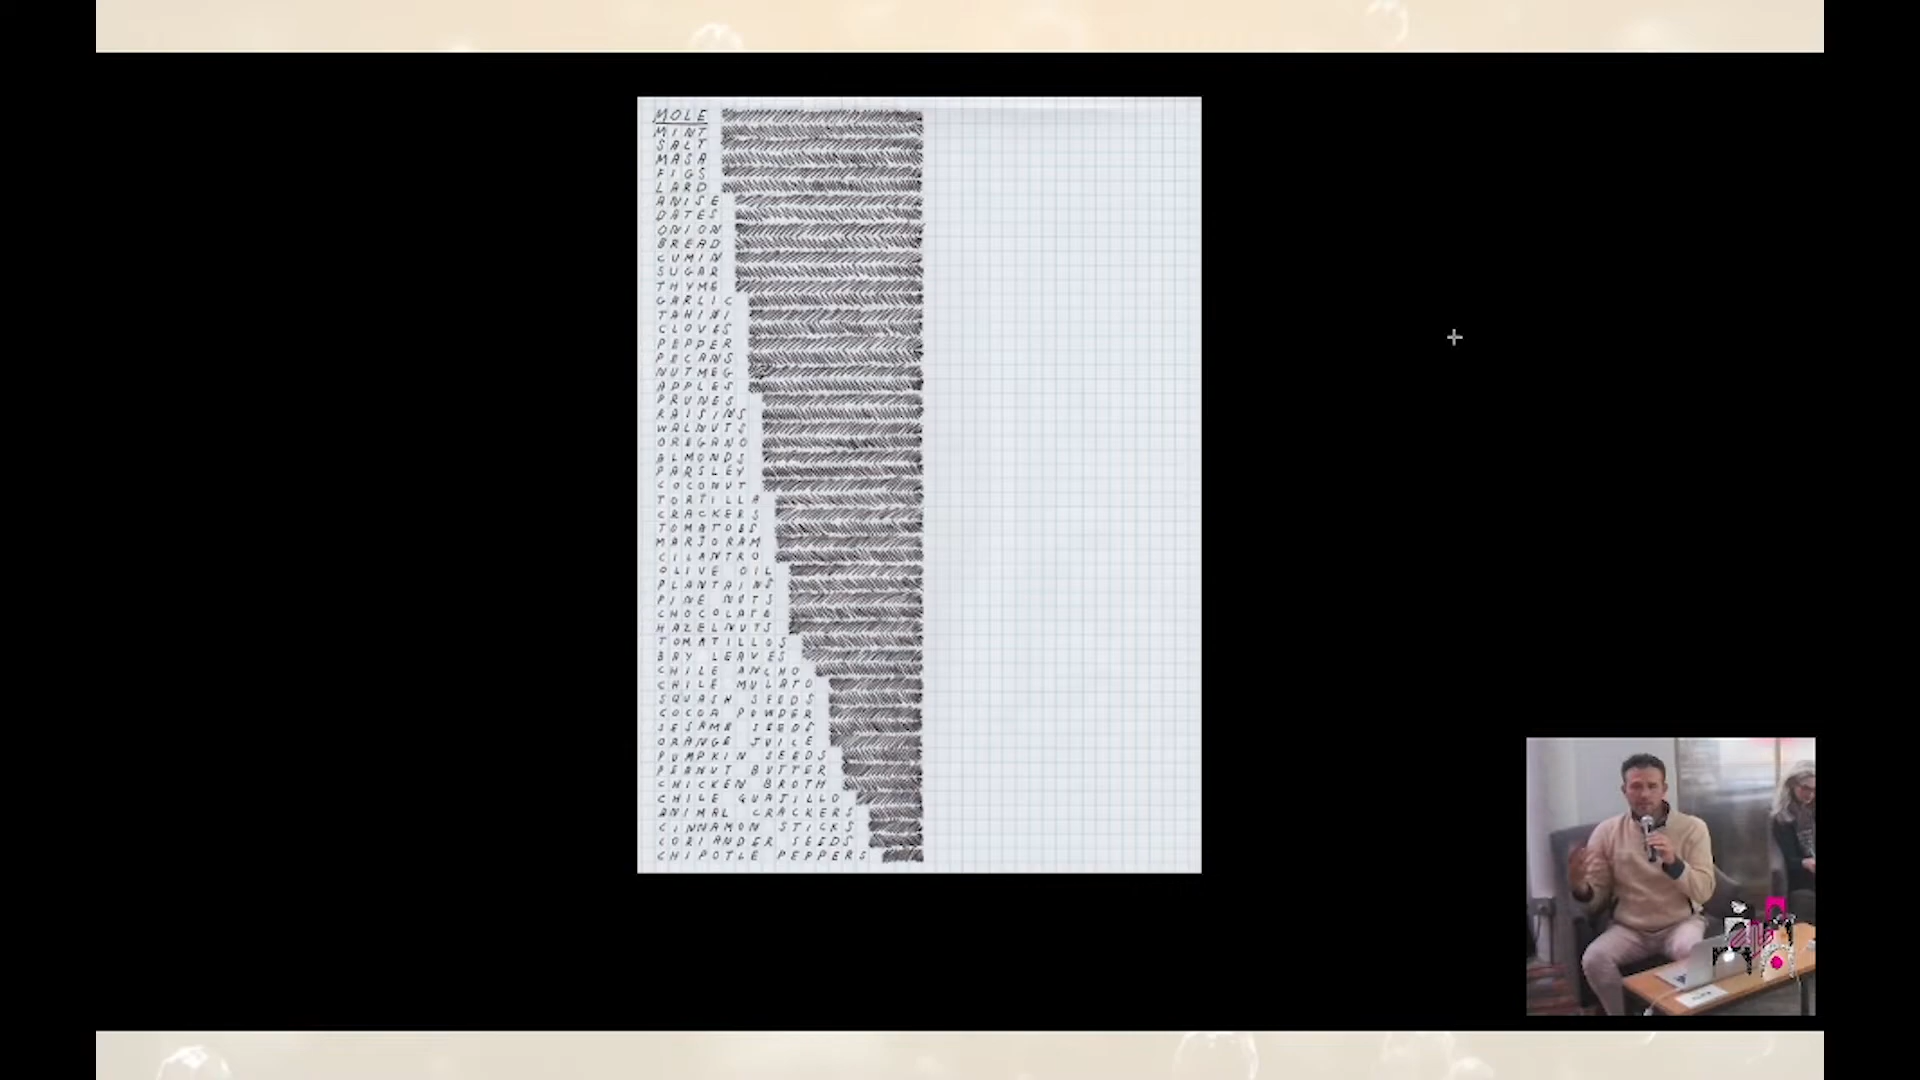 MOLE
MINT
SALT
MASA
FIGS
LARD
ANISE
DATES
ONION
BREAD
CUMIN
SUGAR
THYME
GARLIC
TAHINI
CLOVES
PEPPER
PECANS
NUTMEG
APPLES
PRUNES
RAISINS
WALNUTS
OREGANO
ALMONDS
PARSLEY
COCONUT
TORTILLA
CRACKERS
TOMATOES
MARJORAM
CILANTRO
OLIVE OIL
PLANTAINS
PINE NUTS
CHOCOLATE
HAZELNUTS
TOMATILLOS
BAY LEAVES
CHILE ANCHO
CHILE MULATO
SQUASH SEEDS
COCOA POWDER
SESAME SEEDS
ORANGE JUICE
PUMPKIN SEEDS
PEANUT BUTTER
CHICKEN BROTH
CHILE GUAJILLO
ANIMAL CRACKERS
CINNAMON STICKS
CORIANDER SEEDS
CHIPOTLE PEPPERS